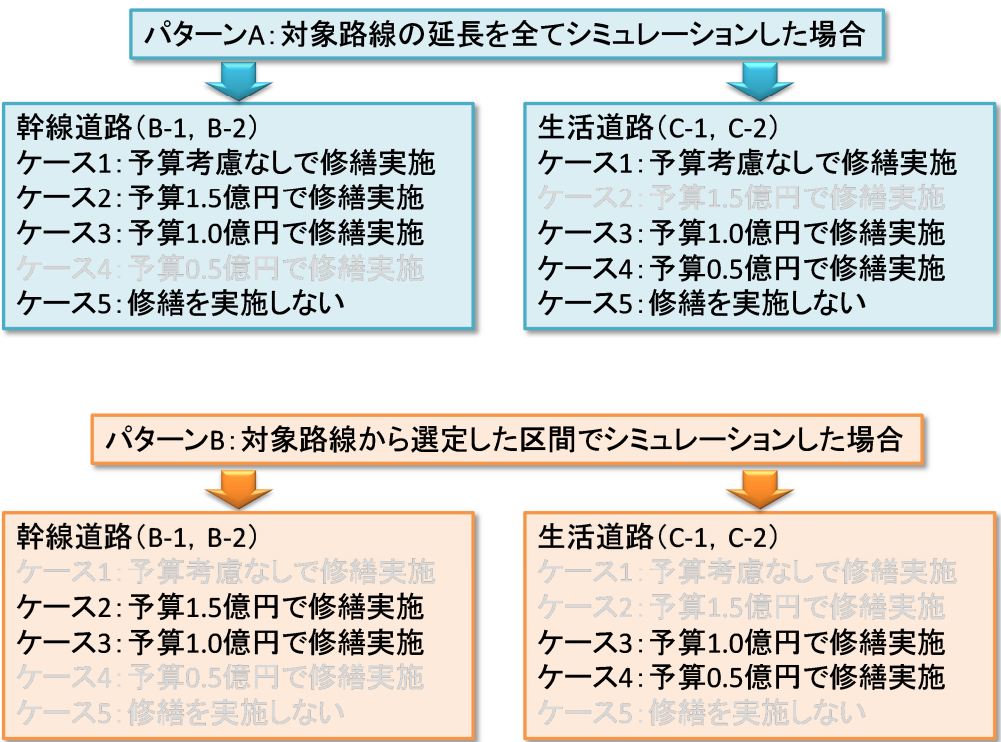 パターンA：対象路線の延長を全てシミュレーションした場合
幹線道路（B-1，B-2）
ケース1：予算考慮なしで修繕実施
ケース2：予算1.5億円で修繕実施
ケース3：予算1.0億円で修繕実施
ケース4：予算0.5億円で修繕実施
ケース5：修繕を実施しない
生活道路（C-1，C-2）
ケース1：予算考慮なしで修繕実施
ケース2：予算1.5億円で修繕実施
ケース3：予算1.0億円で修繕実施
ケース4：予算0.5億円で修繕実施
ケース5：修繕を実施しない
パターンB：対象路線から選定した区間でシミュレーションした場合
幹線道路（B-1，B-2）
ケース1：予算考慮なしで修繕実施
ケース2：予算1.5億円で修繕実施
ケース3：予算1.0億円で修繕実施
ケース4：予算0.5億円で修繕実施
ケース5：修繕を実施しない
生活道路（C-1，C-2）
ケース1：予算考慮なしで修繕実施
ケース2：予算1.5億円で修繕実施
ケース3：予算1.0億円で修繕実施
ケース4：予算0.5億円で修繕実施
ケース5：修繕を実施しない